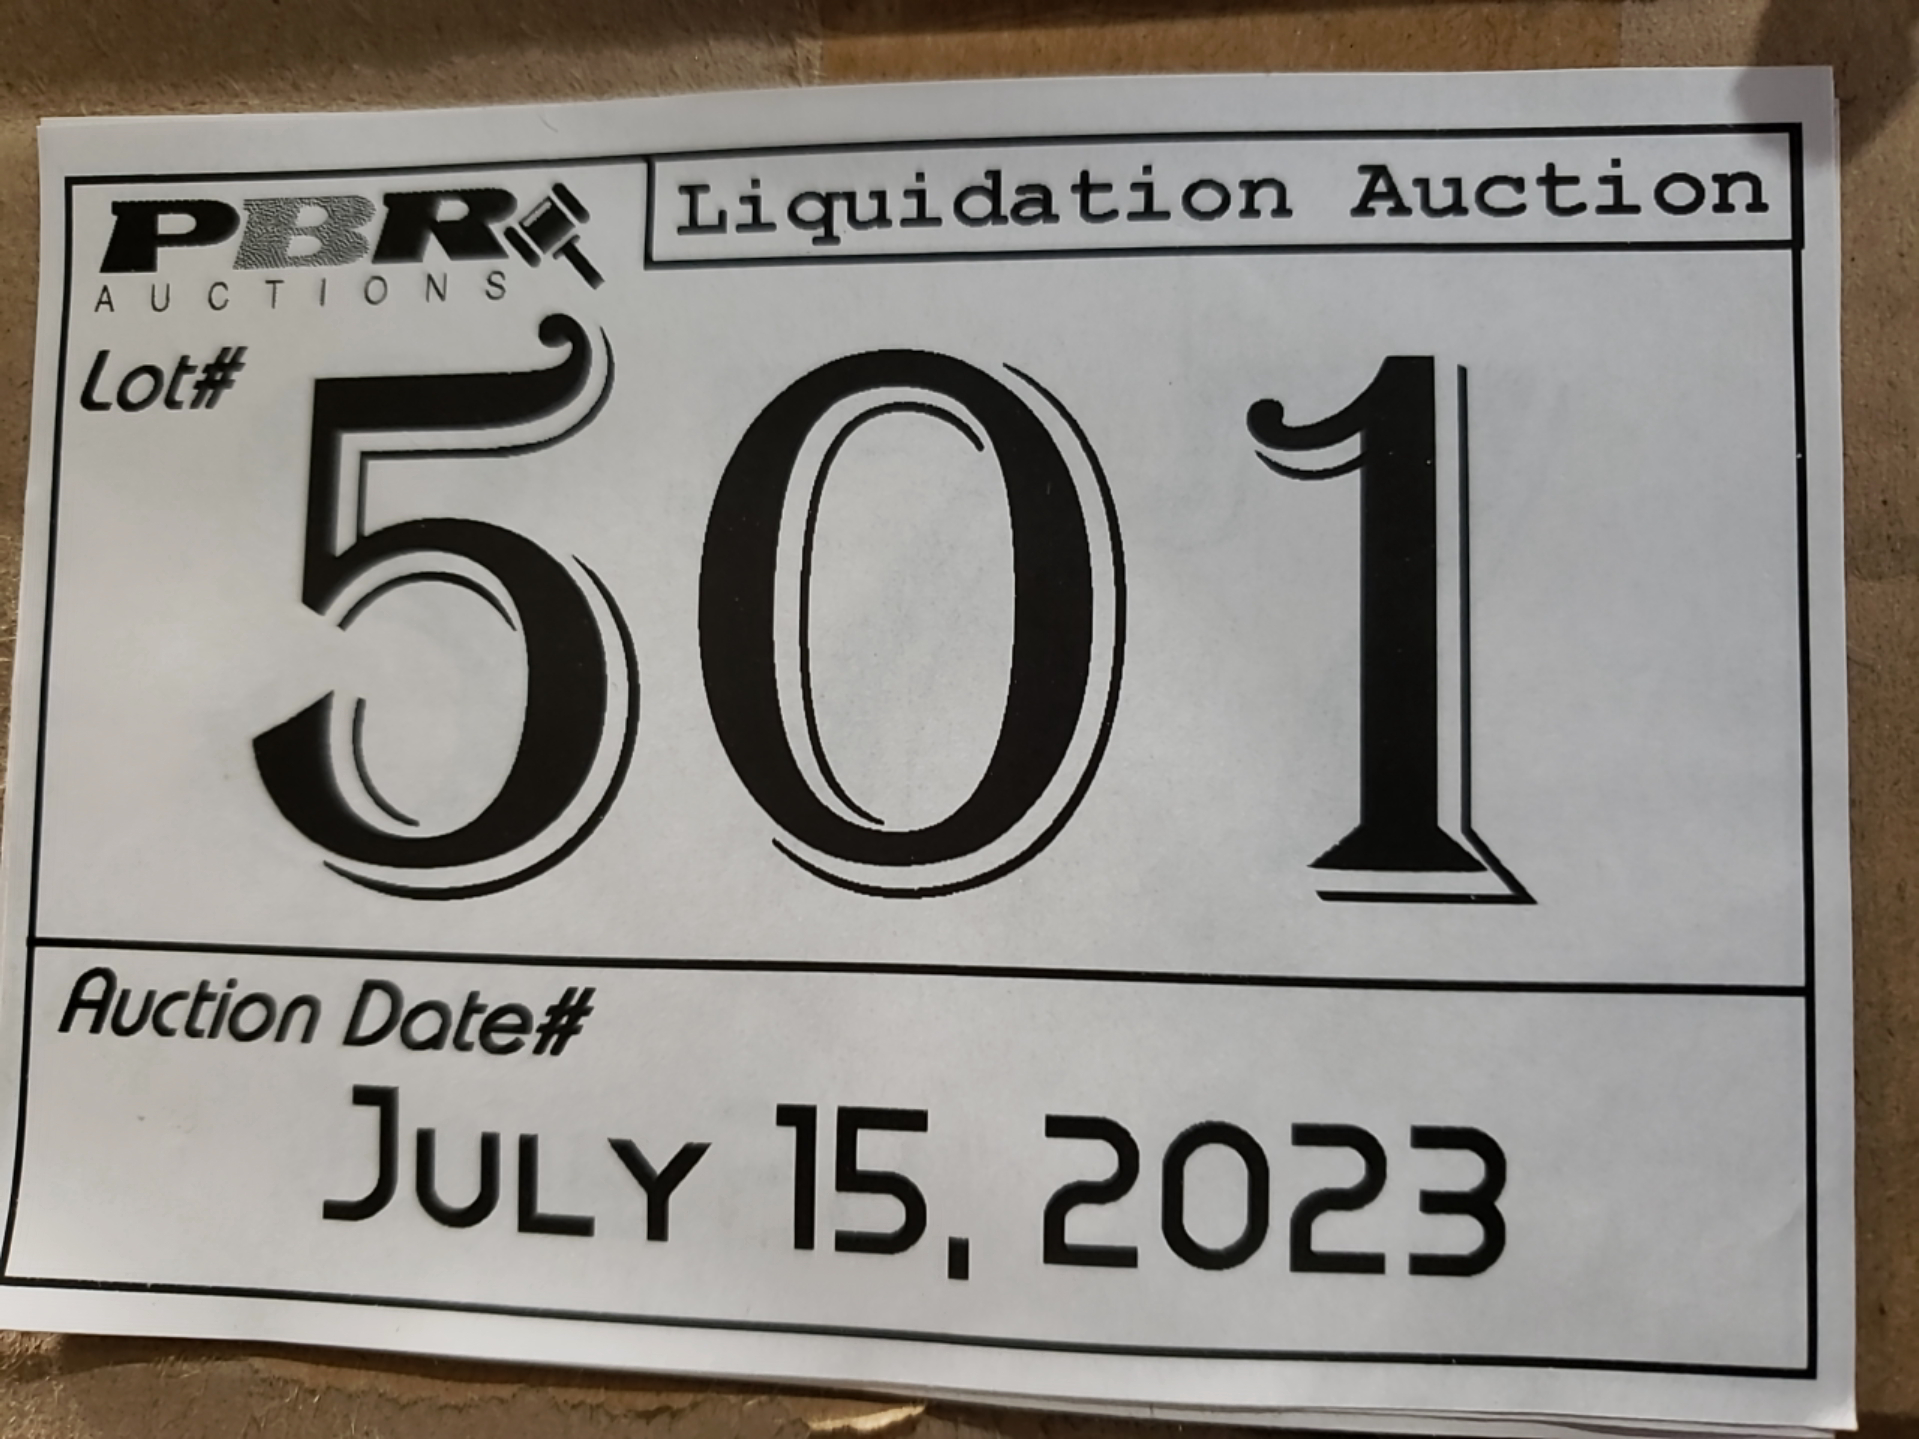 PBR
AUCTIONS
Liquidation Auction
Lot#
501
Auction Date#
July 15, 2023